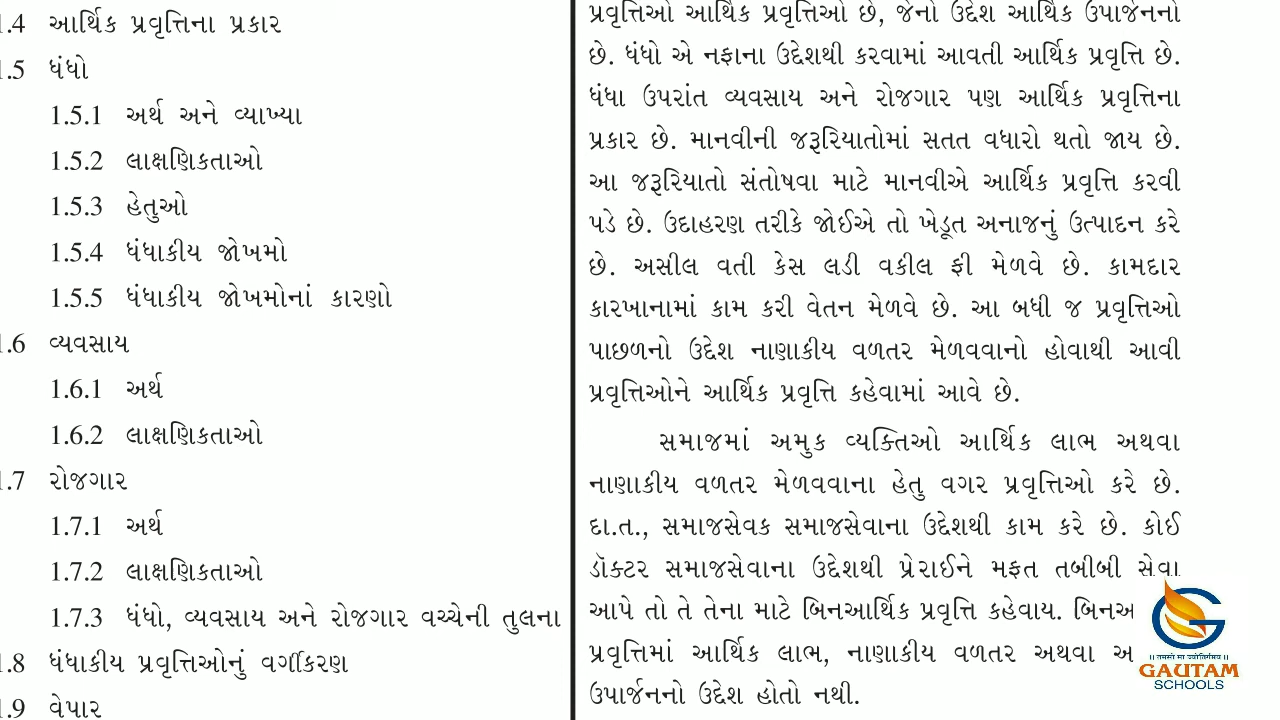 1.4 આર્થિક પ્રવૃત્તિના પ્રકાર
1.5 ધંધો
1.5.1 અર્થ અને વ્યાખ્યા
1.5.2 લાક્ષણિકતાઓ
1.5.3 હેતુઓ
1.5.4 ધંધાકીય જોખમો
1.5.5 ધંધાકીય જોખમોનાં કારણો
1.6 વ્યવસાય
1.6.1 અર્થ
1.6.2 લાક્ષણિકતાઓ
1.7 રોજગાર
1.7.1 અર્થ
1.7.2 લાક્ષણિકતાઓ
1.7.3 ધંધો, વ્યવસાય અને રોજગાર વચ્ચેની તુલના
1.8 ધંધાકીય પ્રવૃત્તિઓનું વર્ગીકરણ
1.9 વેપાર
પ્રવૃત્તિઓ આર્થિક પ્રવૃત્તિઓ છે, જેનો ઉદ્દેશ આર્થિક ઉપાર્જનનો
છે. ધંધો એ નફાના ઉદ્દેશથી કરવામાં આવતી આર્થિક પ્રવૃત્તિ છે.
ધંધા ઉપરાંત વ્યવસાય અને રોજગાર પણ આર્થિક પ્રવૃત્તિના
પ્રકાર છે. માનવીની જરૂરિયાતોમાં સતત વધારો થતો જાય છે.
આ જરૂરિયાતો સંતોષવા માટે માનવીએ આર્થિક પ્રવૃત્તિ કરવી
પડે છે. ઉદાહરણ તરીકે જોઈએ તો ખેડૂત અનાજનું ઉત્પાદન કરે
છે. અસીલ વતી કેસ લડી વકીલ ફી મેળવે છે. કામદાર
કારખાનામાં કામ કરી વેતન મેળવે છે. આ બધી જ પ્રવૃત્તિઓ
પાછળનો ઉદ્દેશ નાણાકીય વળતર મેળવવાનો હોવાથી આવી
પ્રવૃત્તિઓને આર્થિક પ્રવૃત્તિ કહેવામાં આવે છે.
સમાજમાં અમુક વ્યક્તિઓ આર્થિક લાભ અથવા
નાણાકીય વળતર મેળવવાના હેતુ વગર પ્રવૃત્તિઓ કરે છે.
દા.ત., સમાજસેવક સમાજસેવાના ઉદ્દેશથી કામ કરે છે. કોઈ
ડૉક્ટર સમાજસેવાના ઉદ્દેશથી પ્રેરાઈને મફત તબીબી સેવા
આપે તો તે તેના માટે બિનઆર્થિક પ્રવૃત્તિ કહેવાય.
પ્રવૃત્તિમાં આર્થિક લાભ, નાણાકીય વળતર અથવા
ઉપાર્જનનો ઉદ્દેશ હોતો નથી.
॥ तमसो मा ज्योतिर्गमय ॥
GAUTAM
SCHOOLS